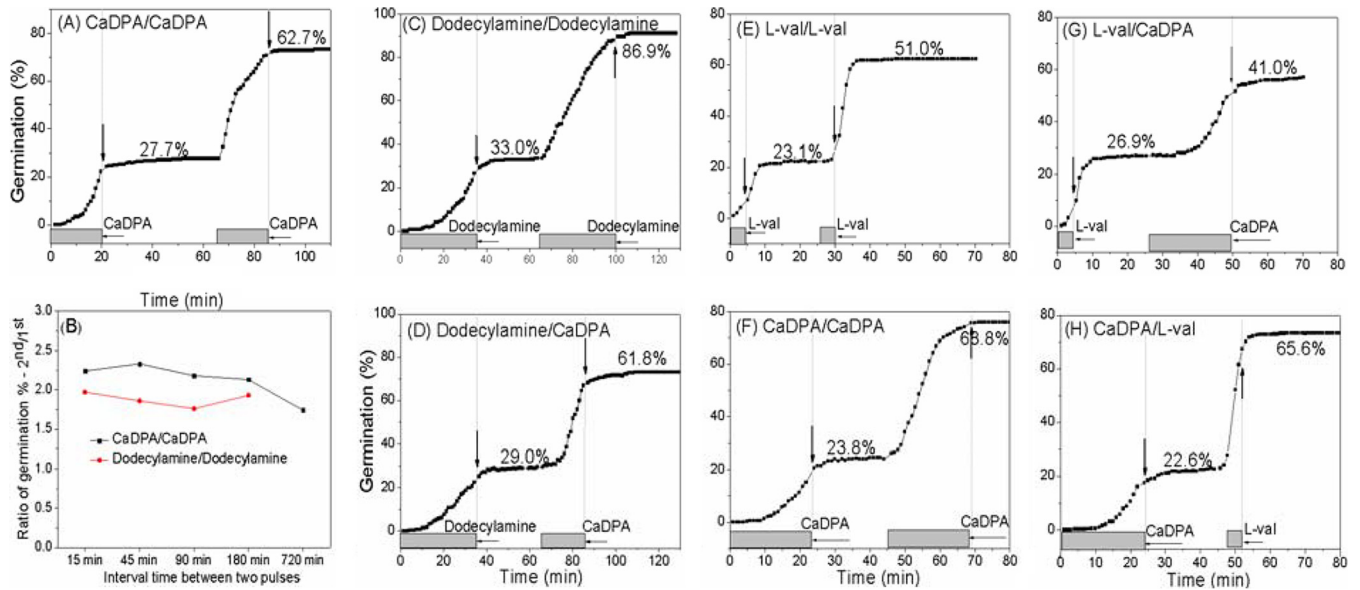 (A) CaDPA/CaDPA
Germination (%)
80
60
40
20
0
62.7%
27.7%
CaDPA
CaDPA
0 20 40 60 80 100
Time (min)
(B)
Ratio of germination % - 2nd/1st
3.0
2.5
2.0
1.5
1.0
0.5
0.0
CaDPA/CaDPA
Dodecylamine/Dodecylamine
15 min 45 min 90 min 180 min 720 min
Interval time between two pulses
(C) Dodecylamine/Dodecylamine
100
80
60
40
20
0
86.9%
33.0%
Dodecylamine
Dodecylamine
0 20 40 60 80 100 120
(D) Dodecylamine/CaDPA
Germination (%)
100
80
60
40
20
0
61.8%
29.0%
Dodecylamine
CaDPA
0 20 40 60 80 100 120
Time (min)
(E) L-val/L-val
80
60
40
20
0
51.0%
23.1%
L-val
L-val
0 10 20 30 40 50 60 70 80
(F) CaDPA/CaDPA
80
60
40
20
0
68.8%
23.8%
CaDPA
CaDPA
0 10 20 30 40 50 60 70 80
Time (min)
(G) L-val/CaDPA
80
60
40
20
0
41.0%
26.9%
L-val
CaDPA
0 10 20 30 40 50 60 70 80
(H) CaDPA/L-val
80
60
40
20
0
65.6%
22.6%
CaDPA
L-val
0 10 20 30 40 50 60 70 80
Time (min)